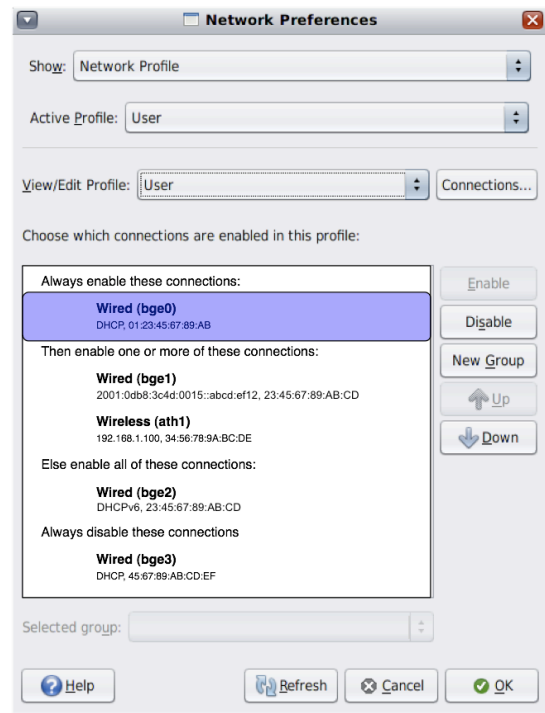 Network Preferences
Show: Network Profile
Active Profile: User
View/Edit Profile: User Connections...
Choose which connections are enabled in this profile:
Always enable these connections:
Wired (bge0)
DHCP, 01:23:45:67:89:AB
Then enable one or more of these connections:
Wired (bge1)
2001:0db8:3c4d:0015::abcd:ef12, 23:45:67:89:AB:CD
Wireless (ath1)
192.168.1.100, 34:56:78:9A:BC:DE
Else enable all of these connections:
Wired (bge2)
DHCPv6, 23:45:67:89:AB:CD
Always disable these connections
Wired (bge3)
DHCP, 45:67:89:AB:CD:EF
Enable
Disable
New Group
Up
Down
Selected group:
Help Refresh Cancel OK